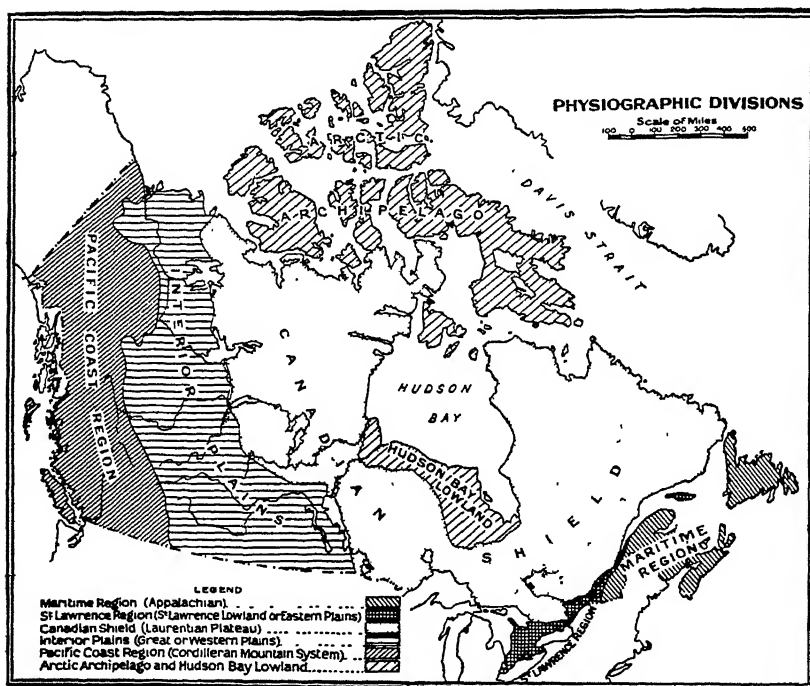 PHYSIOGRAPHIC DIVISIONS
Scale of Miles
100 0 100 200 300 400 500
ARCTIC
ARCHIPELAGO
DAVIS STRAIT
PACIFIC COAST REGION
INTERIOR PLAINS
CANADIAN SHIELD
HUDSON
BAY
HUDSON BAY
LOWLAND
MARITIME
REGION
ST LAWRENCE REGION
LEGEND
Maritime Region (Appalachian)
St Lawrence Region (St Lawrence Lowland or Eastern Plains)
Canadian Shield (Laurentian Plateau)
Interior Plains (Great or Western Plains)
Pacific Coast Region (Cordilleran Mountain System)
Arctic Archipelago and Hudson Bay Lowland